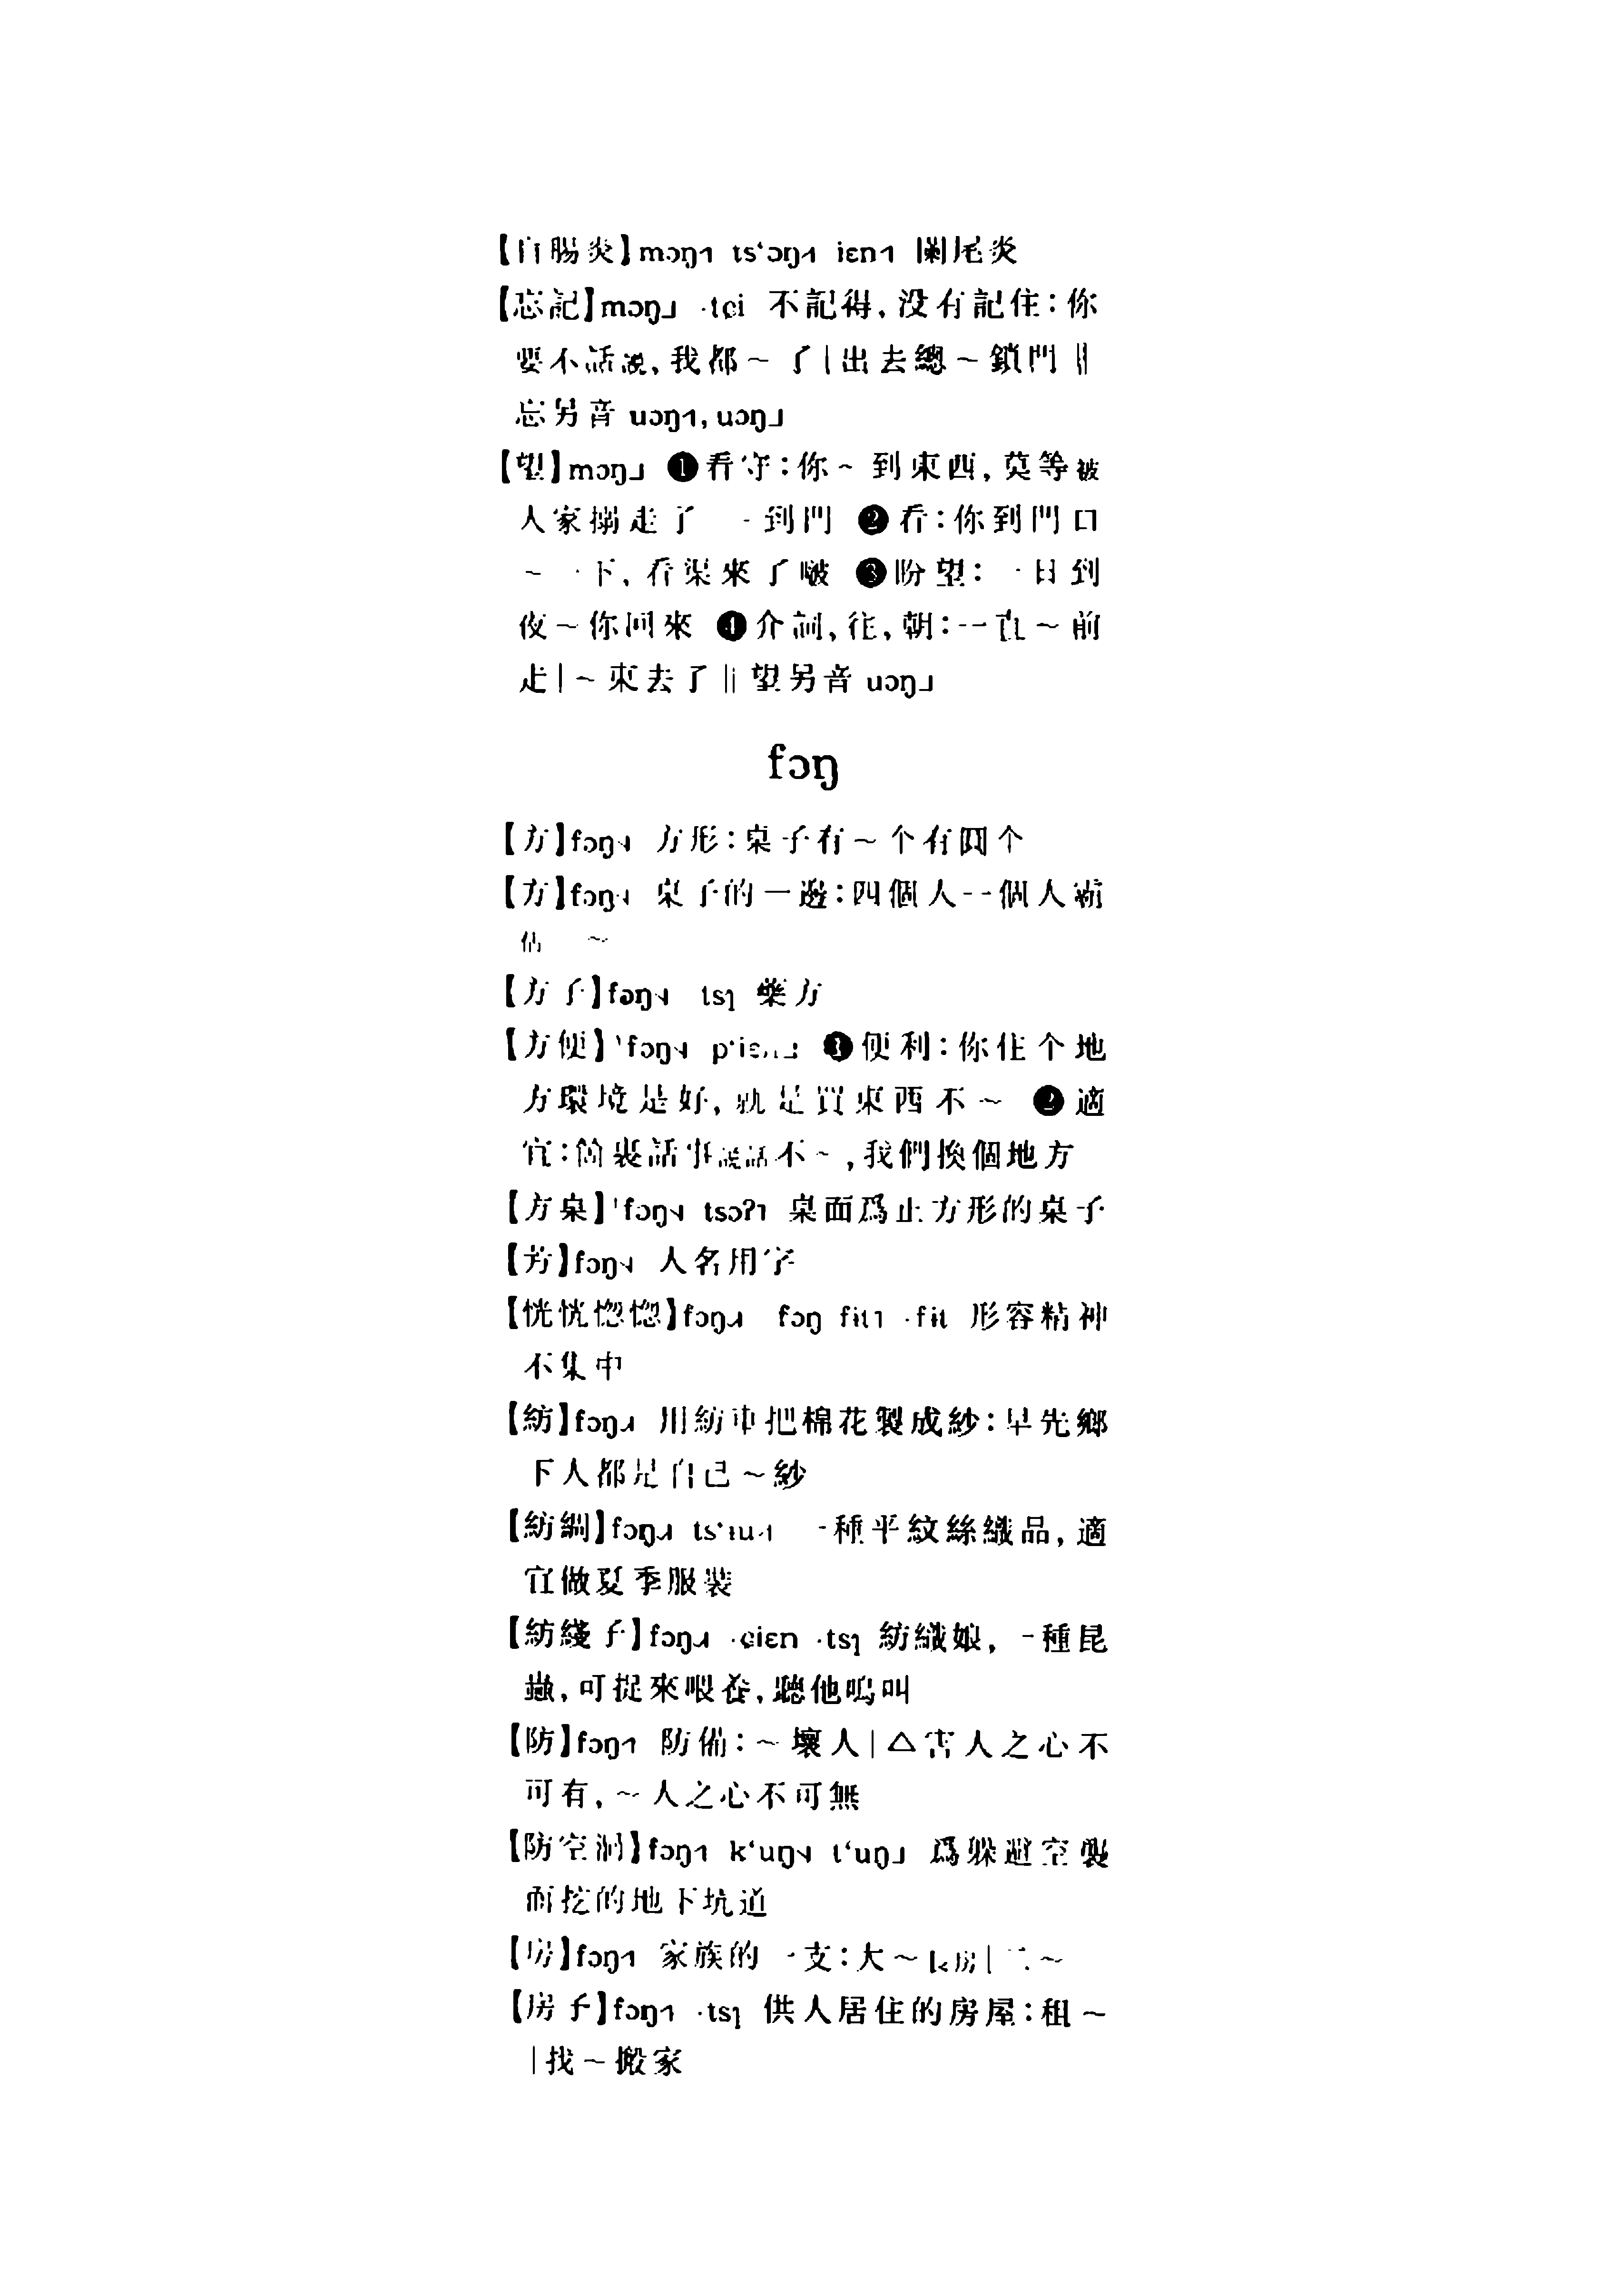 【盲腸炎】mɔŋ˧ ts‘ɔŋ˧ iɛn˧ 闌尾炎
【忘記】mɔŋ˩ ·tɕi 不記得,没有記住:你
要不話說,我都～了|出去總～鎖門‖
忘另音 uɔŋ˧,uɔŋ˩
【望】mɔŋ˩ ❶看守:你～到東西,莫等被
人家搦走了 到門 ❷看:你到門口
～一下,看渠來了啵 ❸盼望:一日到
夜～你回來 ❹介詞,往,朝:一直～前
走|～東去了‖望另音 uɔŋ˩
fɔŋ
【方】fɔŋ 方形:桌子有～个有圓个
【方】fɔŋ 桌子的一邊:四個人一個人霸
佔 ～
【方子】fɔŋ tsɿ 藥方
【方便】'fɔŋ p‘iɛn˩ ❶便利:你住个地
方環境是好,就是買東西不～ ❷適
宜:箇裏話事説話不～,我們換個地方
【方桌】'fɔŋ tsɔʔ˥ 桌面爲正方形的桌子
【芳】fɔŋ 人名用字
【恍恍惚惚】fɔŋ fɔŋ fɨt˥ ·fɨt 形容精神
不集中
【紡】fɔŋ 用紡車把棉花製成紗:早先鄉
下人都是自己～紗
【紡綢】fɔŋ ts‘ɨu˧ 一種平紋絲織品,適
宜做夏季服裝
【紡綫子】fɔŋ ·ɕiɛn ·tsɿ 紡織娘,一種昆
蟲,可捉來喂養,聽他鳴叫
【防】fɔŋ˧ 防備:～壞人|△害人之心不
可有,～人之心不可無
【防空洞】fɔŋ˧ k‘uŋ t‘uŋ˩ 爲躲避空襲
而挖的地下坑道
【房】fɔŋ˧ 家族的一支:大～長房|二～
【房子】fɔŋ˧ ·tsɿ 供人居住的房屋:租～
|找～搬家